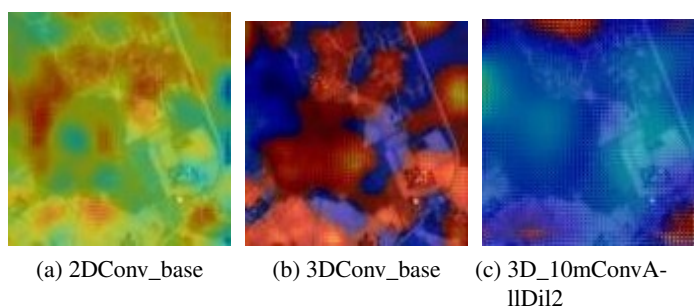 (a) 2DConv_base
(b) 3DConv_base
(c) 3D_10mConvA-
llDil2